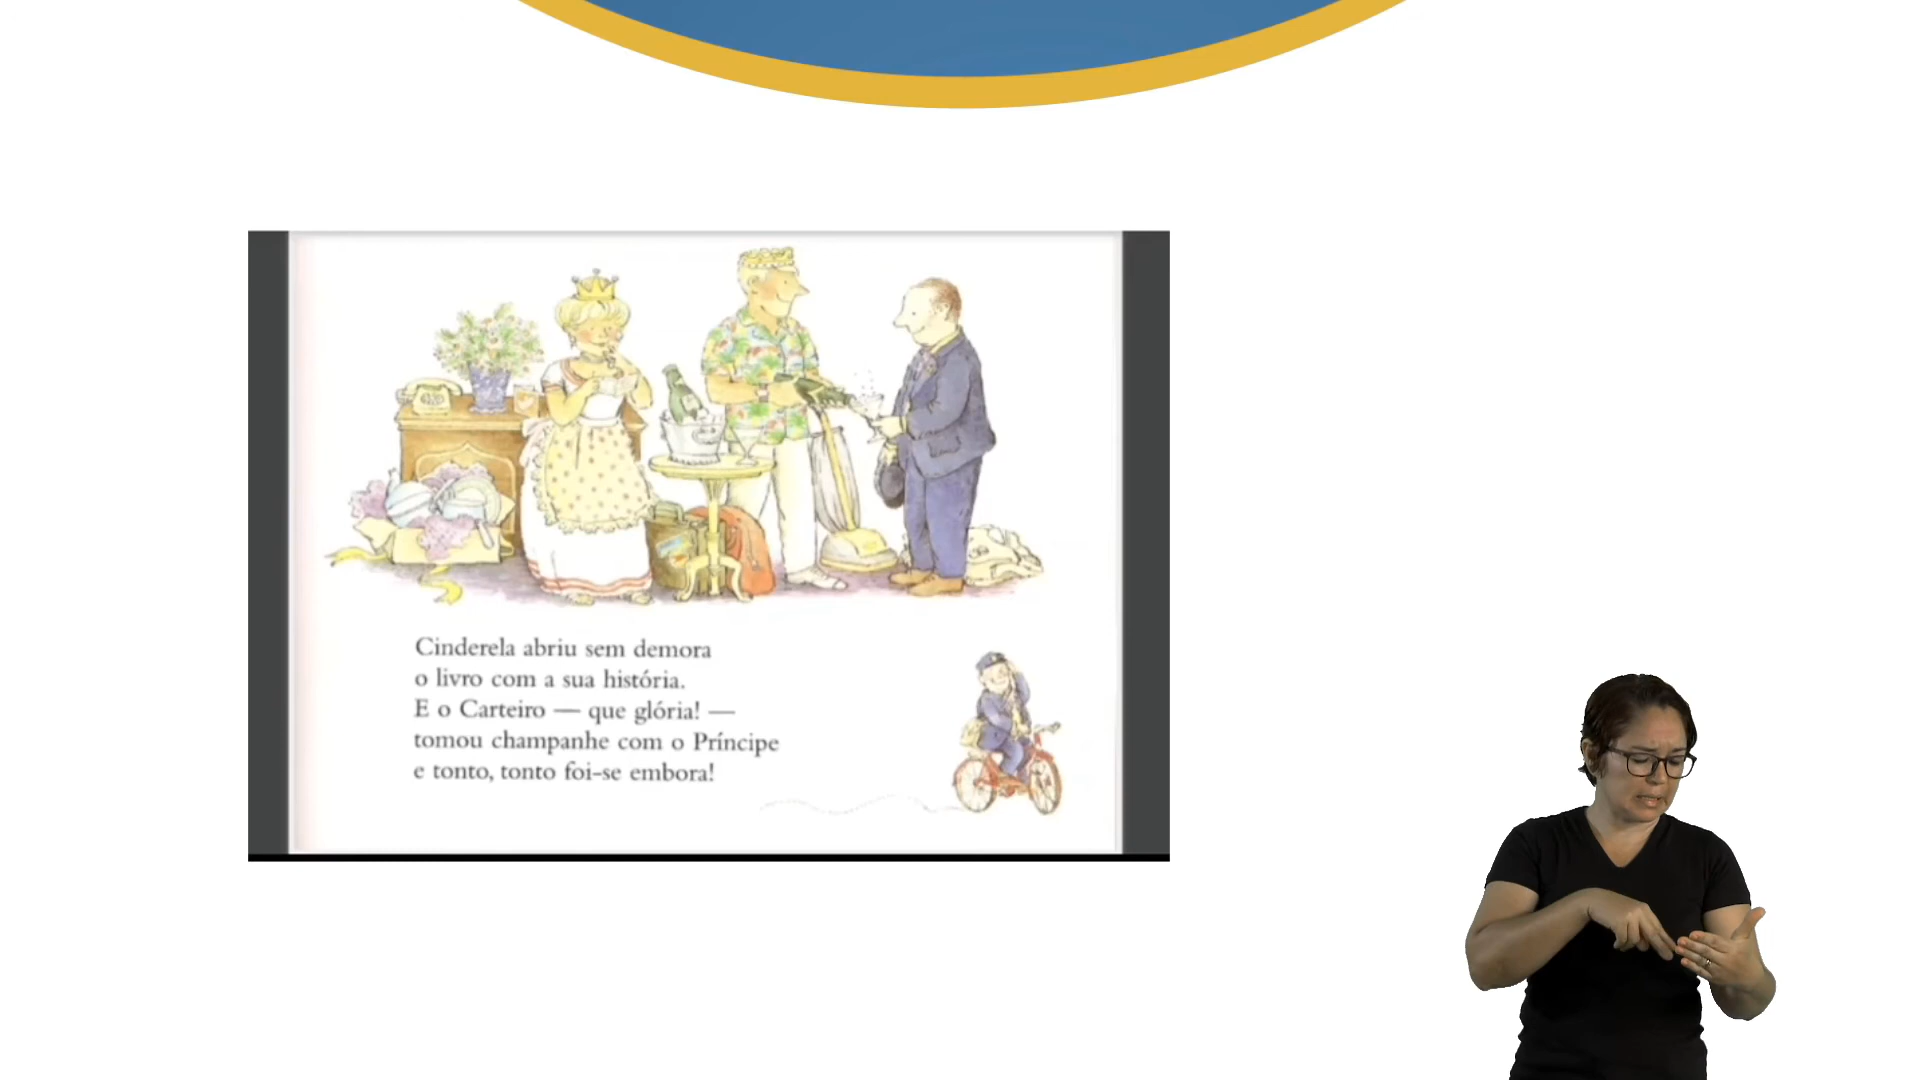 Cinderela abriu sem demora
o livro com a sua história.
E o Carteiro — que glória! —
tomou champanhe com o Príncipe
e tonto, tonto foi-se embora!